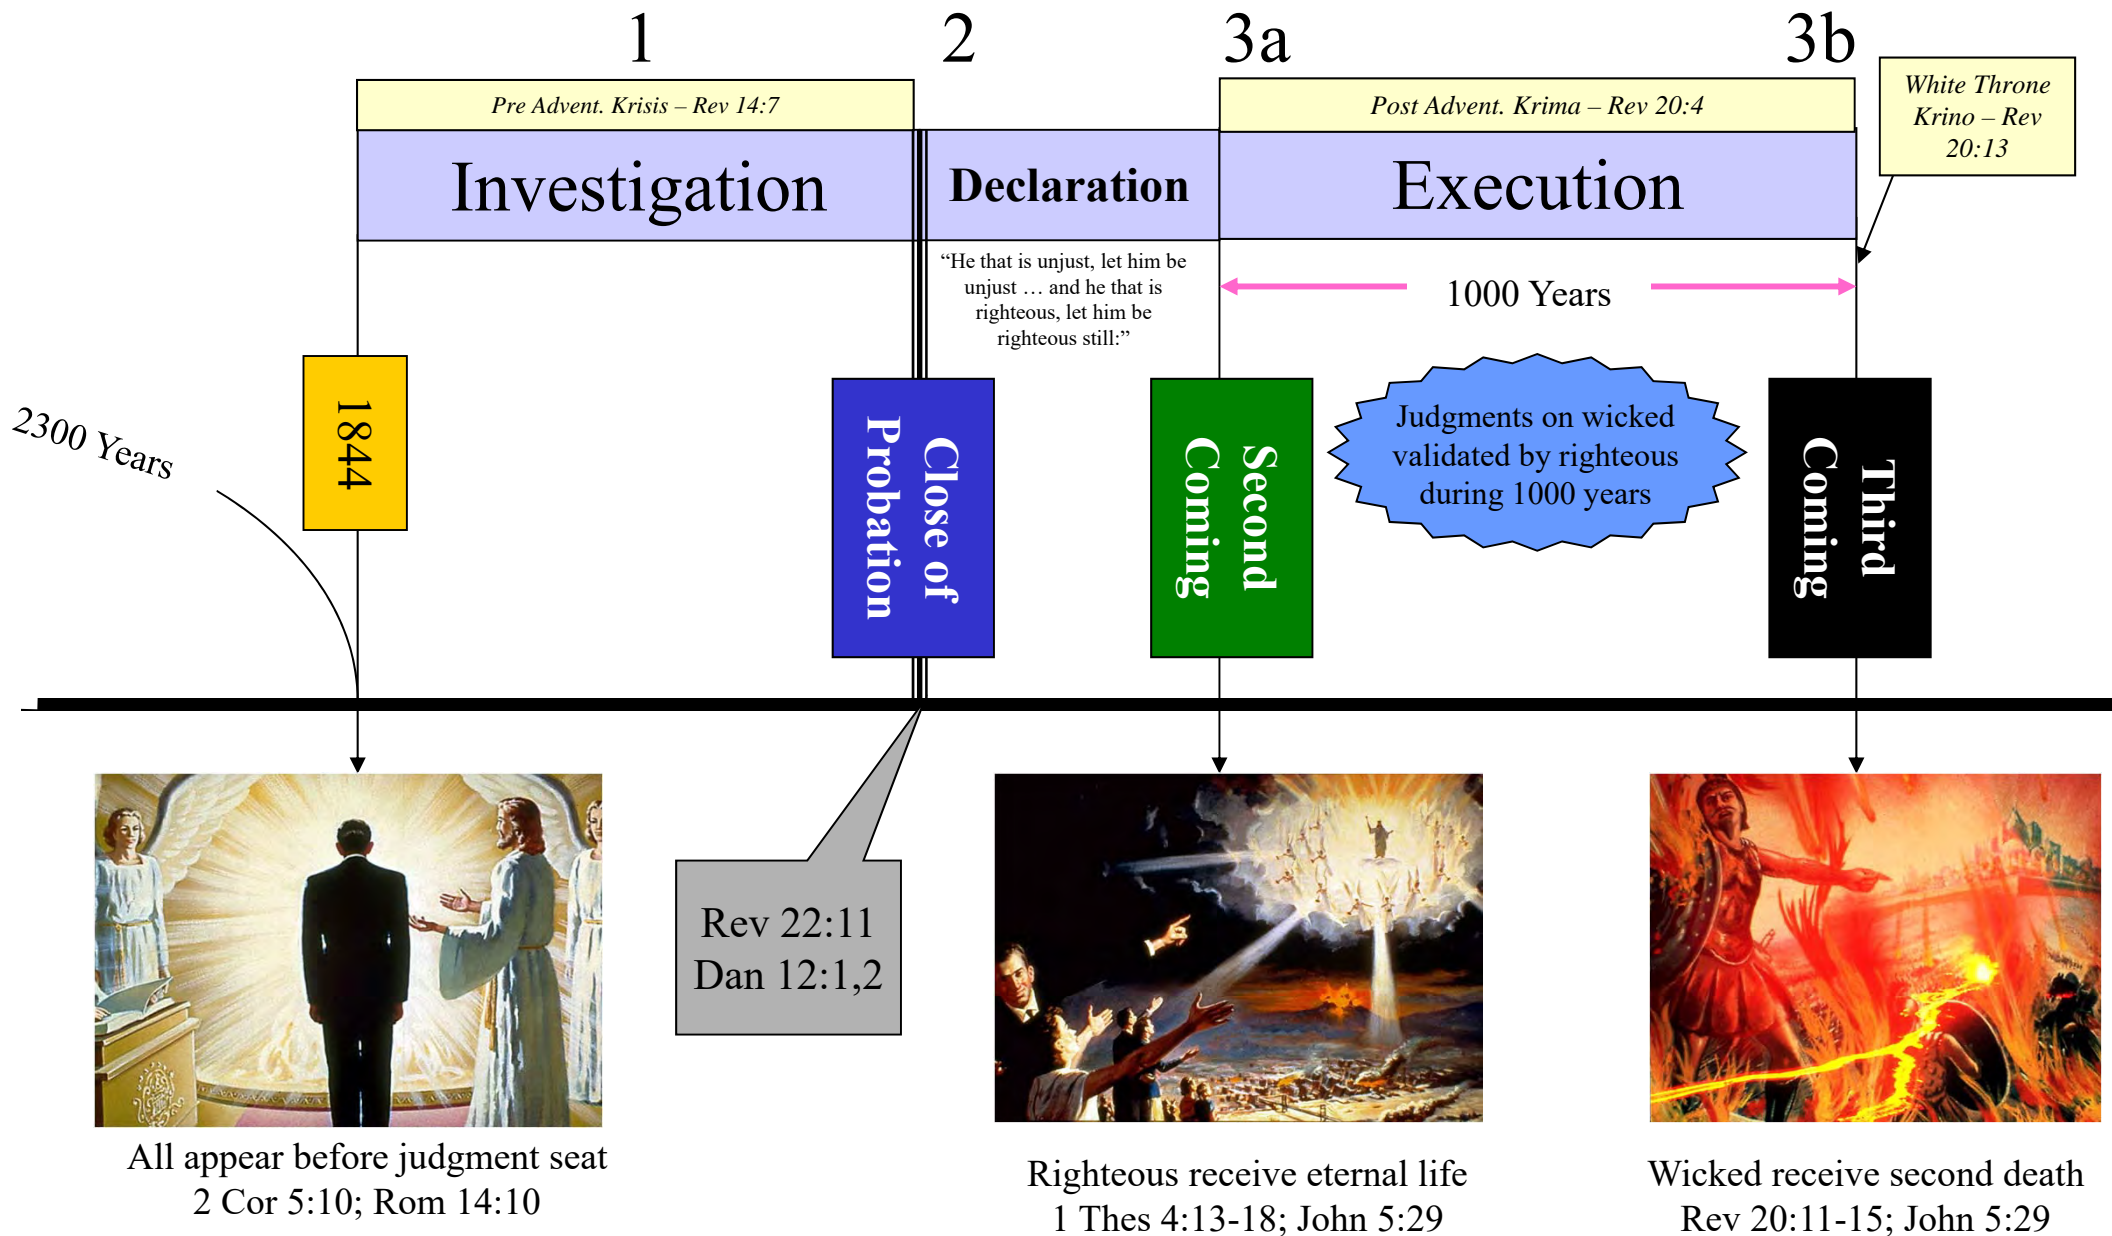 1
2
3a
3b
Pre Advent. Krisis – Rev 14:7
Post Advent. Krima – Rev 20:4
White Throne
Krino – Rev
20:13
Investigation
Declaration
Execution
“He that is unjust, let him be
unjust … and he that is
righteous, let him be
righteous still:”
1000 Years
2300 Years
1844
Close of
Probation
Second
Coming
Judgments on wicked
validated by righteous
during 1000 years
Third
Coming
Rev 22:11
Dan 12:1,2
All appear before judgment seat
2 Cor 5:10; Rom 14:10
Righteous receive eternal life
1 Thes 4:13-18; John 5:29
Wicked receive second death
Rev 20:11-15; John 5:29